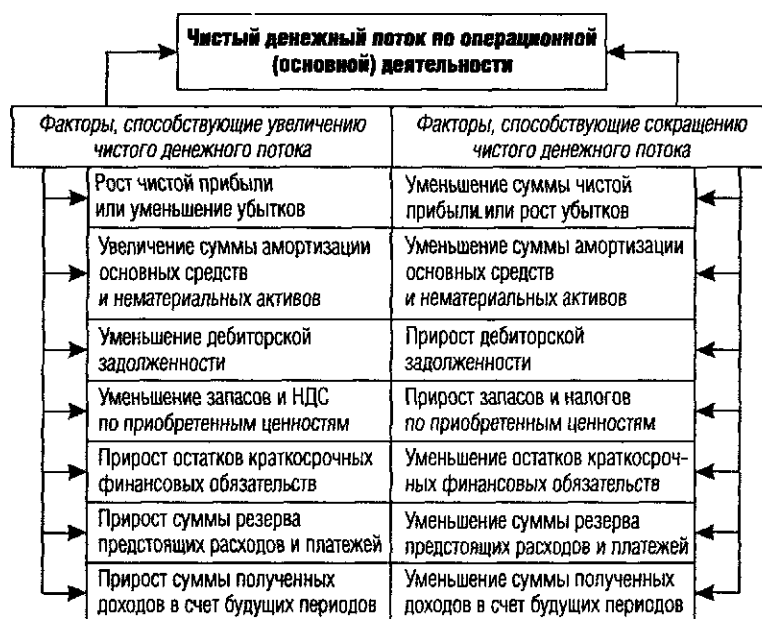 Чистый денежный поток по операционной
(основной) деятельности
Факторы, способствующие увеличению
чистого денежного потока
Факторы, способствующие сокращению
чистого денежного потока
Рост чистой прибыли
или уменьшение убытков
Уменьшение суммы чистой
прибыли или рост убытков
Увеличение суммы амортизации
основных средств
и нематериальных активов
Уменьшение суммы амортизации
основных средств
и нематериальных активов
Уменьшение дебиторской
задолженности
Прирост дебиторской
задолженности
Уменьшение запасов и НДС
по приобретенным ценностям
Прирост запасов и налогов
по приобретенным ценностям
Прирост остатков краткосрочных
финансовых обязательств
Уменьшение остатков краткосроч-
ных финансовых обязательств
Прирост суммы резерва
предстоящих расходов и платежей
Уменьшение суммы резерва
предстоящих расходов и платежей
Прирост суммы полученных
доходов в счет будущих периодов
Уменьшение суммы полученных
доходов в счет будущих периодов